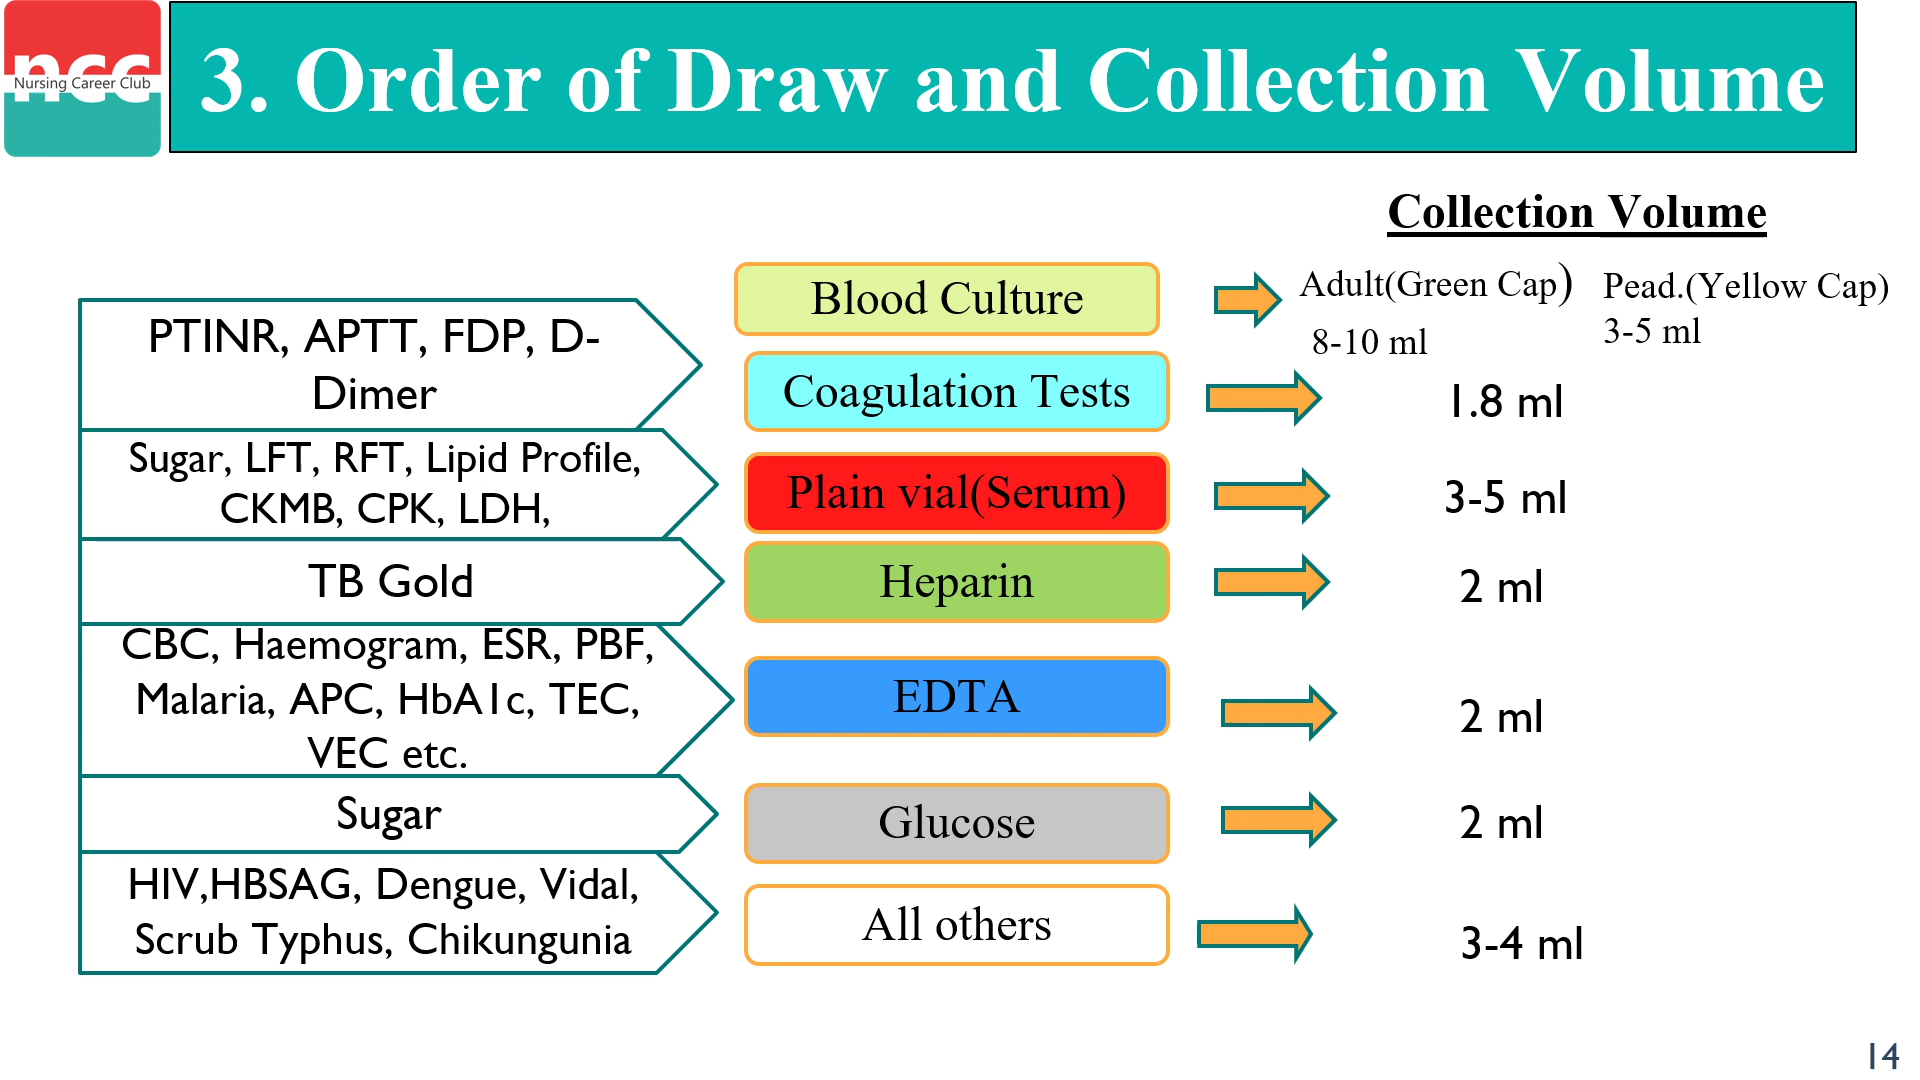 ncc
Nursing Career Club
3. Order of Draw and Collection Volume
Collection Volume
Blood Culture
Adult(Green Cap)
8-10 ml
Pead.(Yellow Cap)
3-5 ml
PTINR, APTT, FDP, D-
Dimer
Coagulation Tests
1.8 ml
Sugar, LFT, RFT, Lipid Profile,
CKMB, CPK, LDH,
Plain vial(Serum)
3-5 ml
TB Gold
Heparin
2 ml
CBC, Haemogram, ESR, PBF,
Malaria, APC, HbA1c, TEC,
VEC etc.
EDTA
2 ml
Sugar
Glucose
2 ml
HIV,HBSAG, Dengue, Vidal,
Scrub Typhus, Chikungunia
All others
3-4 ml
14